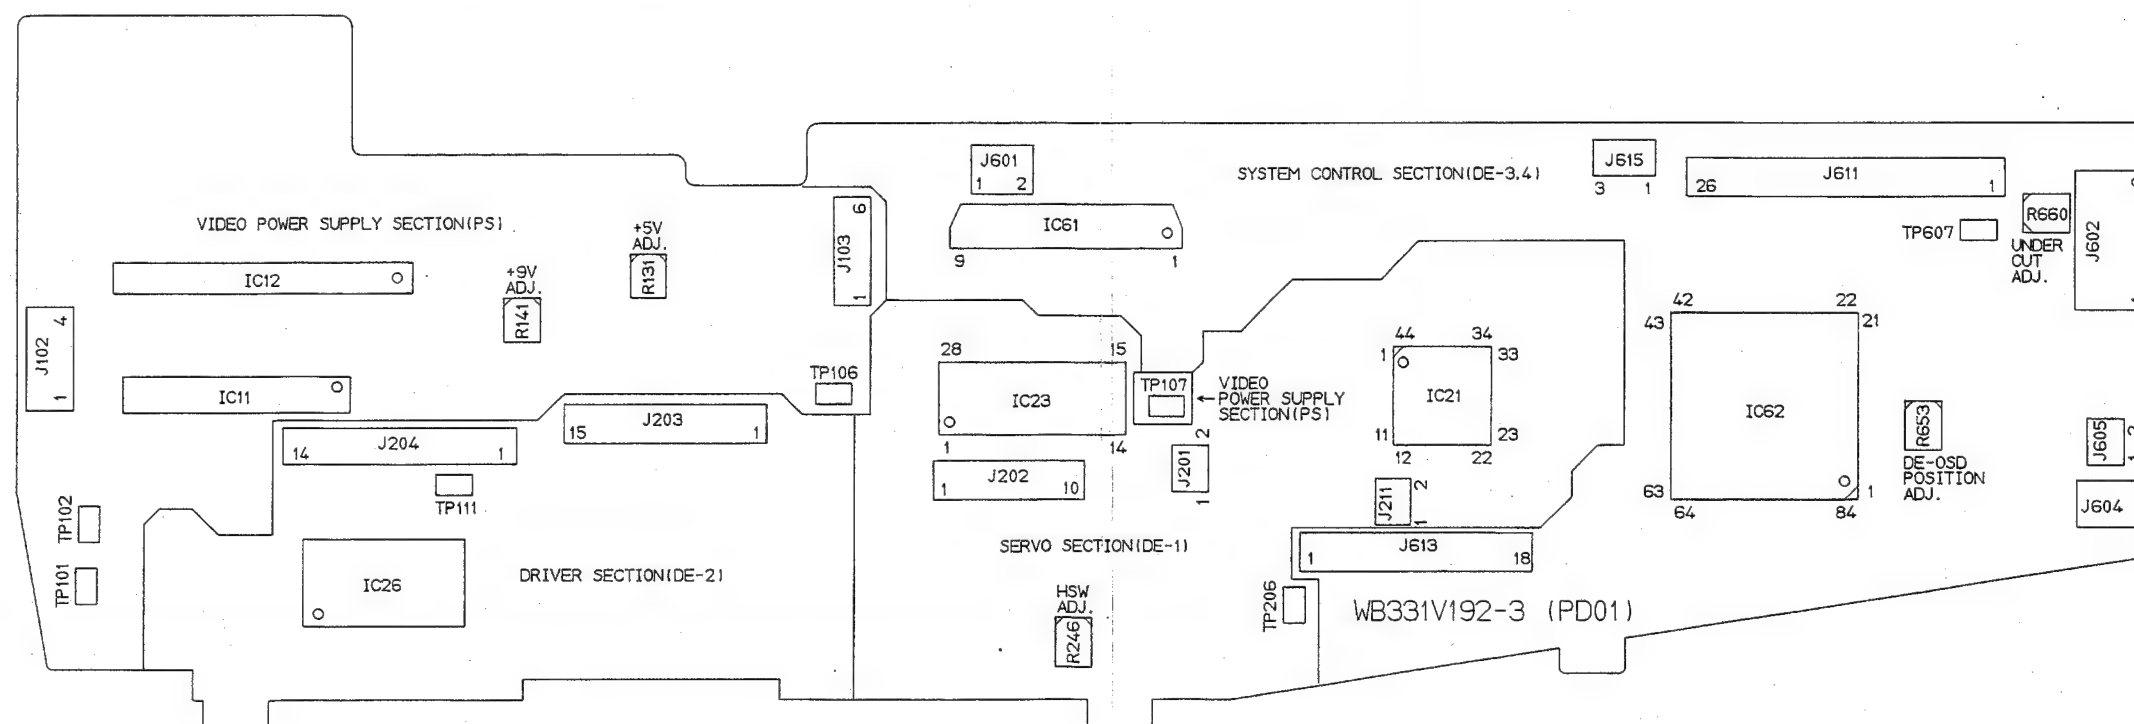 J601
1 2
SYSTEM CONTROL SECTION(DE-3,4)
J615
3 1
J611
26 1
R660
UNDER
CUT
ADJ.
J602
1
TP607
VIDEO POWER SUPPLY SECTION(PS)
+5V
ADJ.
R131
+9V
ADJ.
R141
J103
6
1
IC61
9 1
IC12
J102
4
1
IC11
TP106
28 15
IC23
1 14
TP107
VIDEO
POWER SUPPLY
SECTION(PS)
44 34
1 33
IC21
11 23
12 22
42 22
43 21
IC62
63 1
64 84
R653
DE-OSD
POSITION
ADJ.
J605
2
1
J604
J203
15 1
J204
14 1
TP111
J202
1 10
J201
2
1
J211
2
1
TP102
TP101
IC26
DRIVER SECTION(DE-2)
SERVO SECTION(DE-1)
HSW
ADJ.
R246
J613
1 18
TP206
WB331V192-3 (PD01)